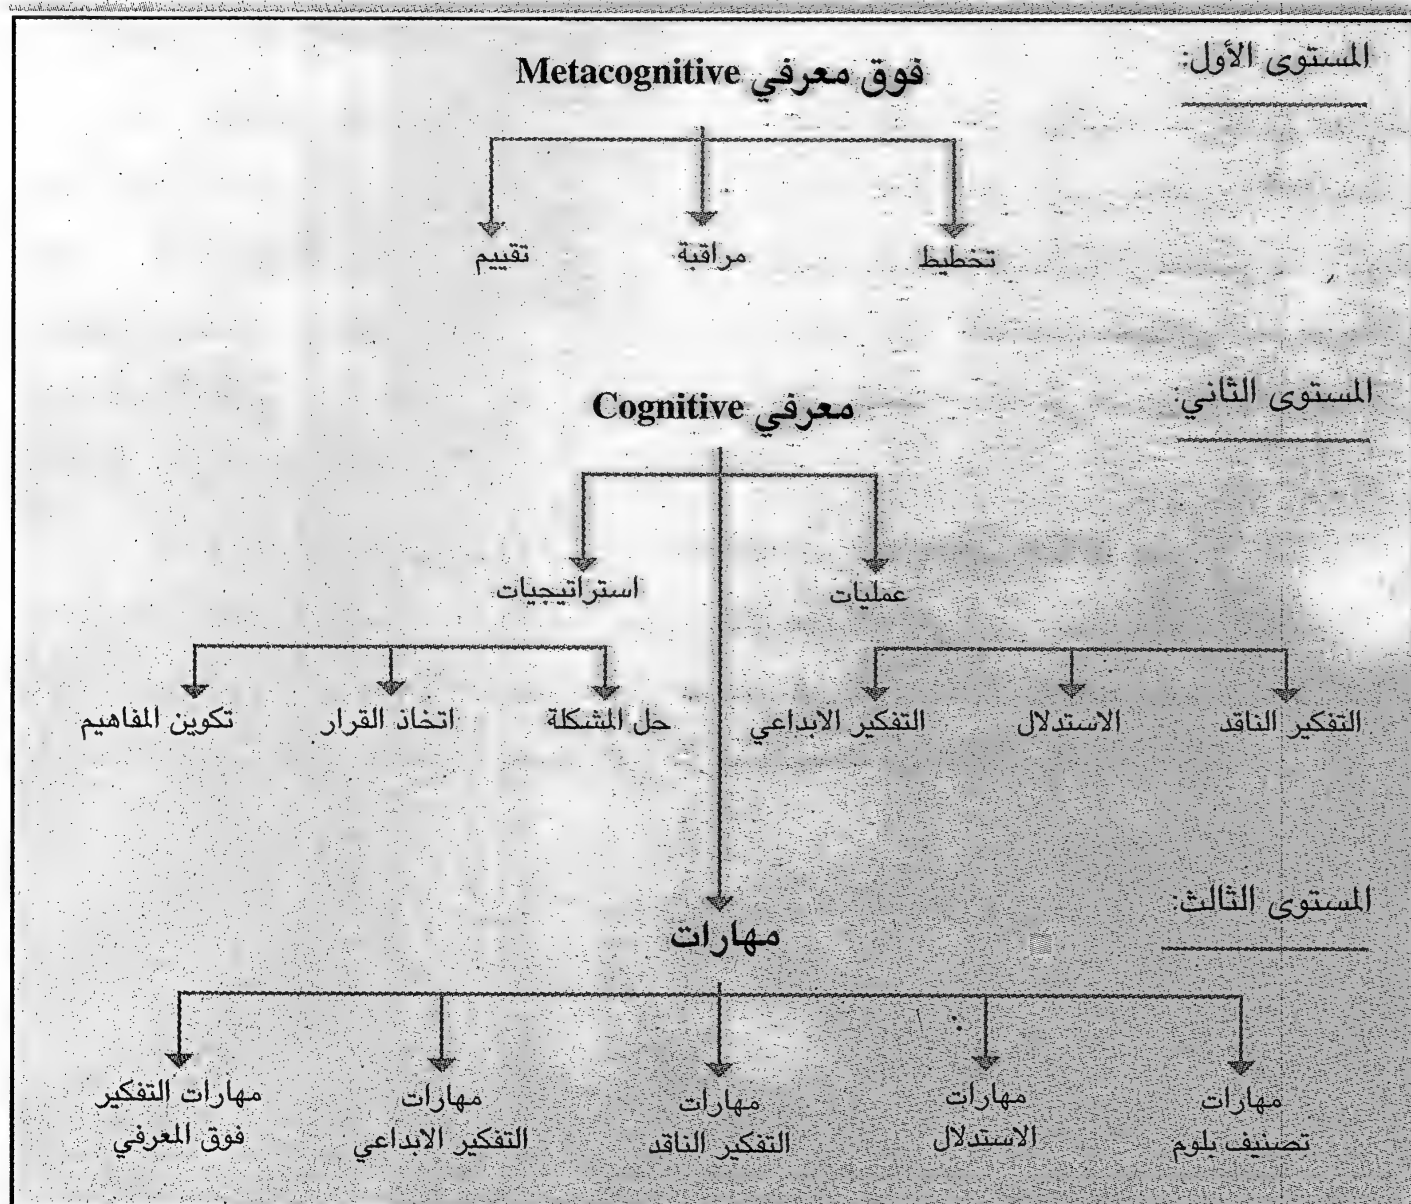 المستوى الأول:
فوق معرفي Metacognitive
تخطيط
مراقبة
تقييم
المستوى الثاني:
معرفي Cognitive
عمليات
استراتيجيات
التفكير الناقد
الاستدلال
التفكير الابداعي
حل المشكلة
اتخاذ القرار
تكوين المفاهيم
المستوى الثالث:
مهارات
مهارات
تصنيف بلوم
مهارات
الاستدلال
مهارات
التفكير الناقد
مهارات
التفكير الابداعي
مهارات التفكير
فوق المعرفي